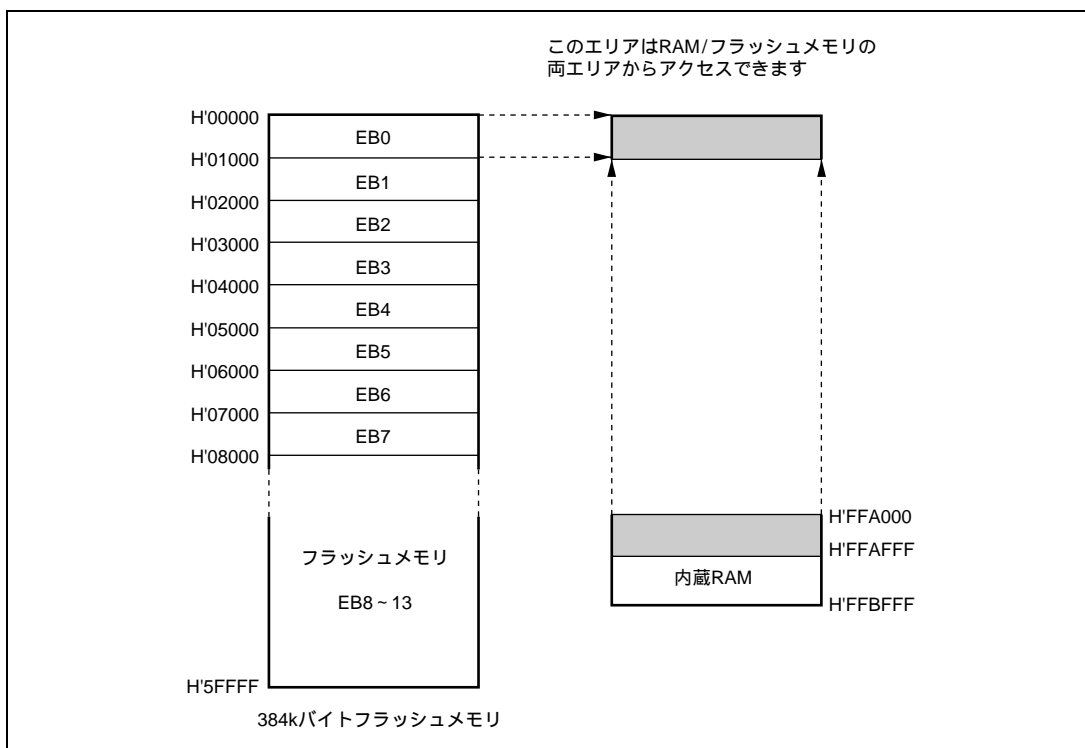 このエリアはRAM/フラッシュメモリの
両エリアからアクセスできます
H'00000
EB0
H'01000
EB1
H'02000
EB2
H'03000
EB3
H'04000
EB4
H'05000
EB5
H'06000
EB6
H'07000
EB7
H'08000
H'FFA000
H'FFAFFF
フラッシュメモリ
内蔵RAM
EB8~13
H'FFBFFF
H'5FFFF
384kバイトフラッシュメモリ